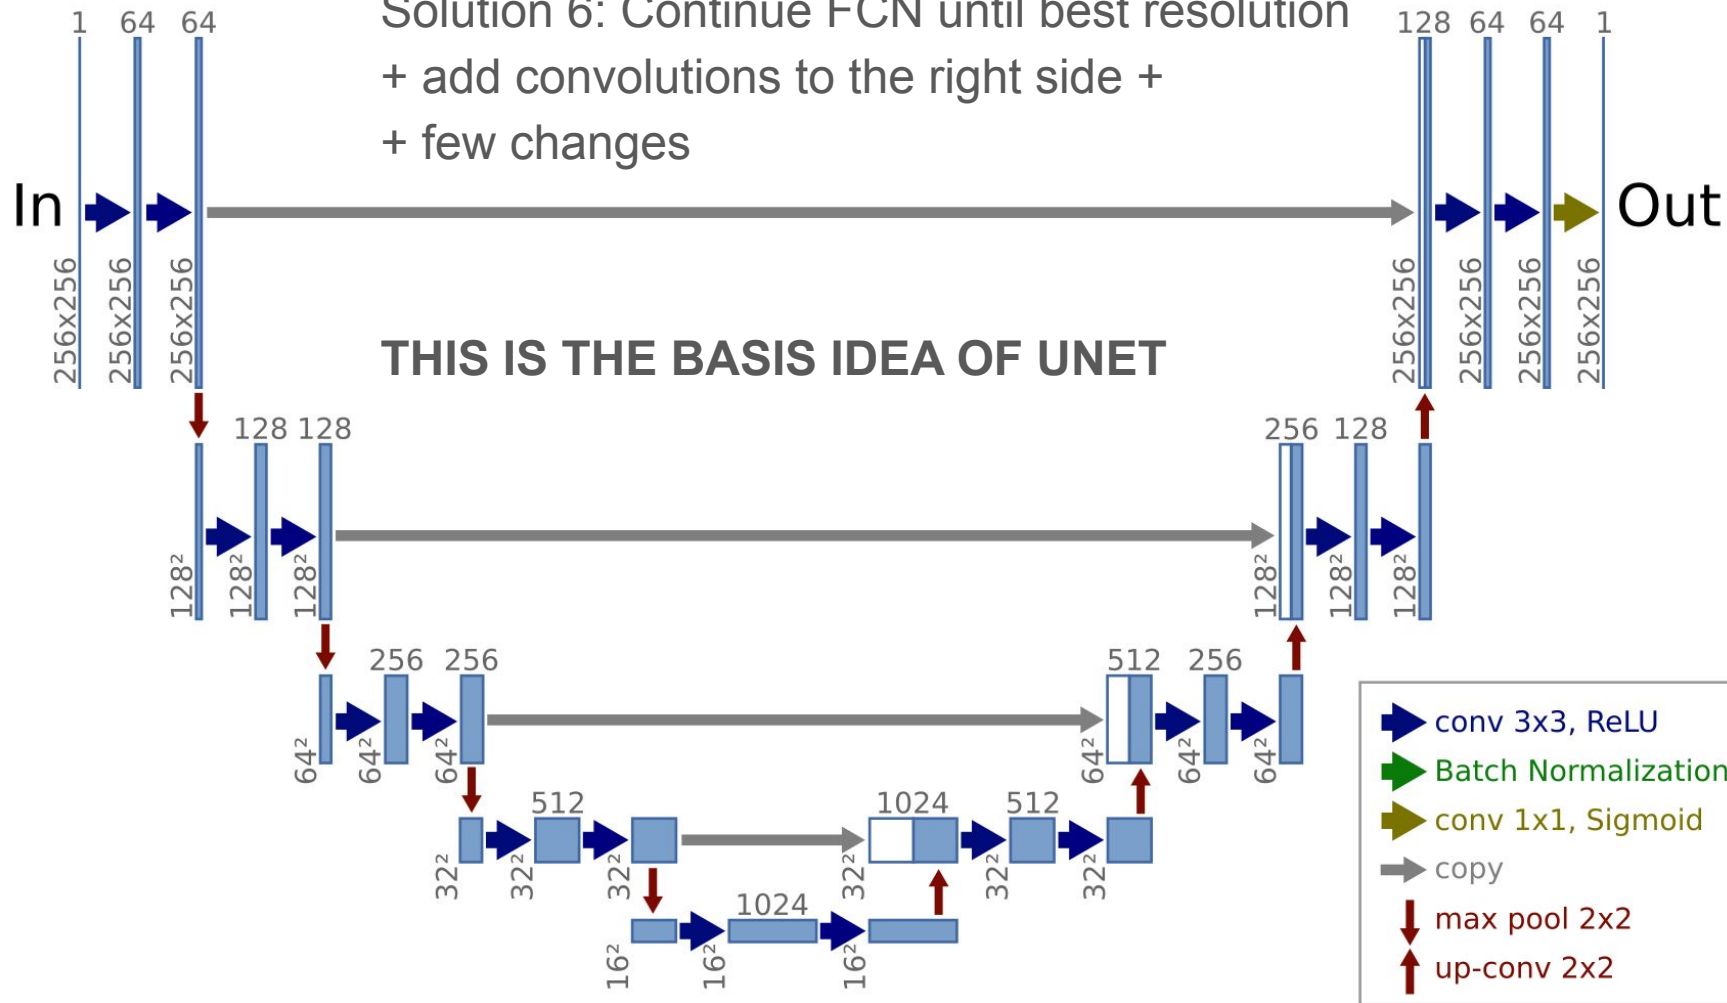 Solution 6: Continue FCN until best resolution
+ add convolutions to the right side +
+ few changes
1 64 64
128 64 64 1
In
Out
256x256 256x256 256x256
256x256 256x256 256x256 256x256
THIS IS THE BASIS IDEA OF UNET
128 128
256 128
128² 128² 128²
128² 128² 128²
256 256
512 256
64² 64² 64²
64² 64² 64²
512
1024 512
32² 32² 32²
32² 32² 32²
1024
16² 16² 16²
conv 3x3, ReLU
Batch Normalization
conv 1x1, Sigmoid
copy
max pool 2x2
up-conv 2x2